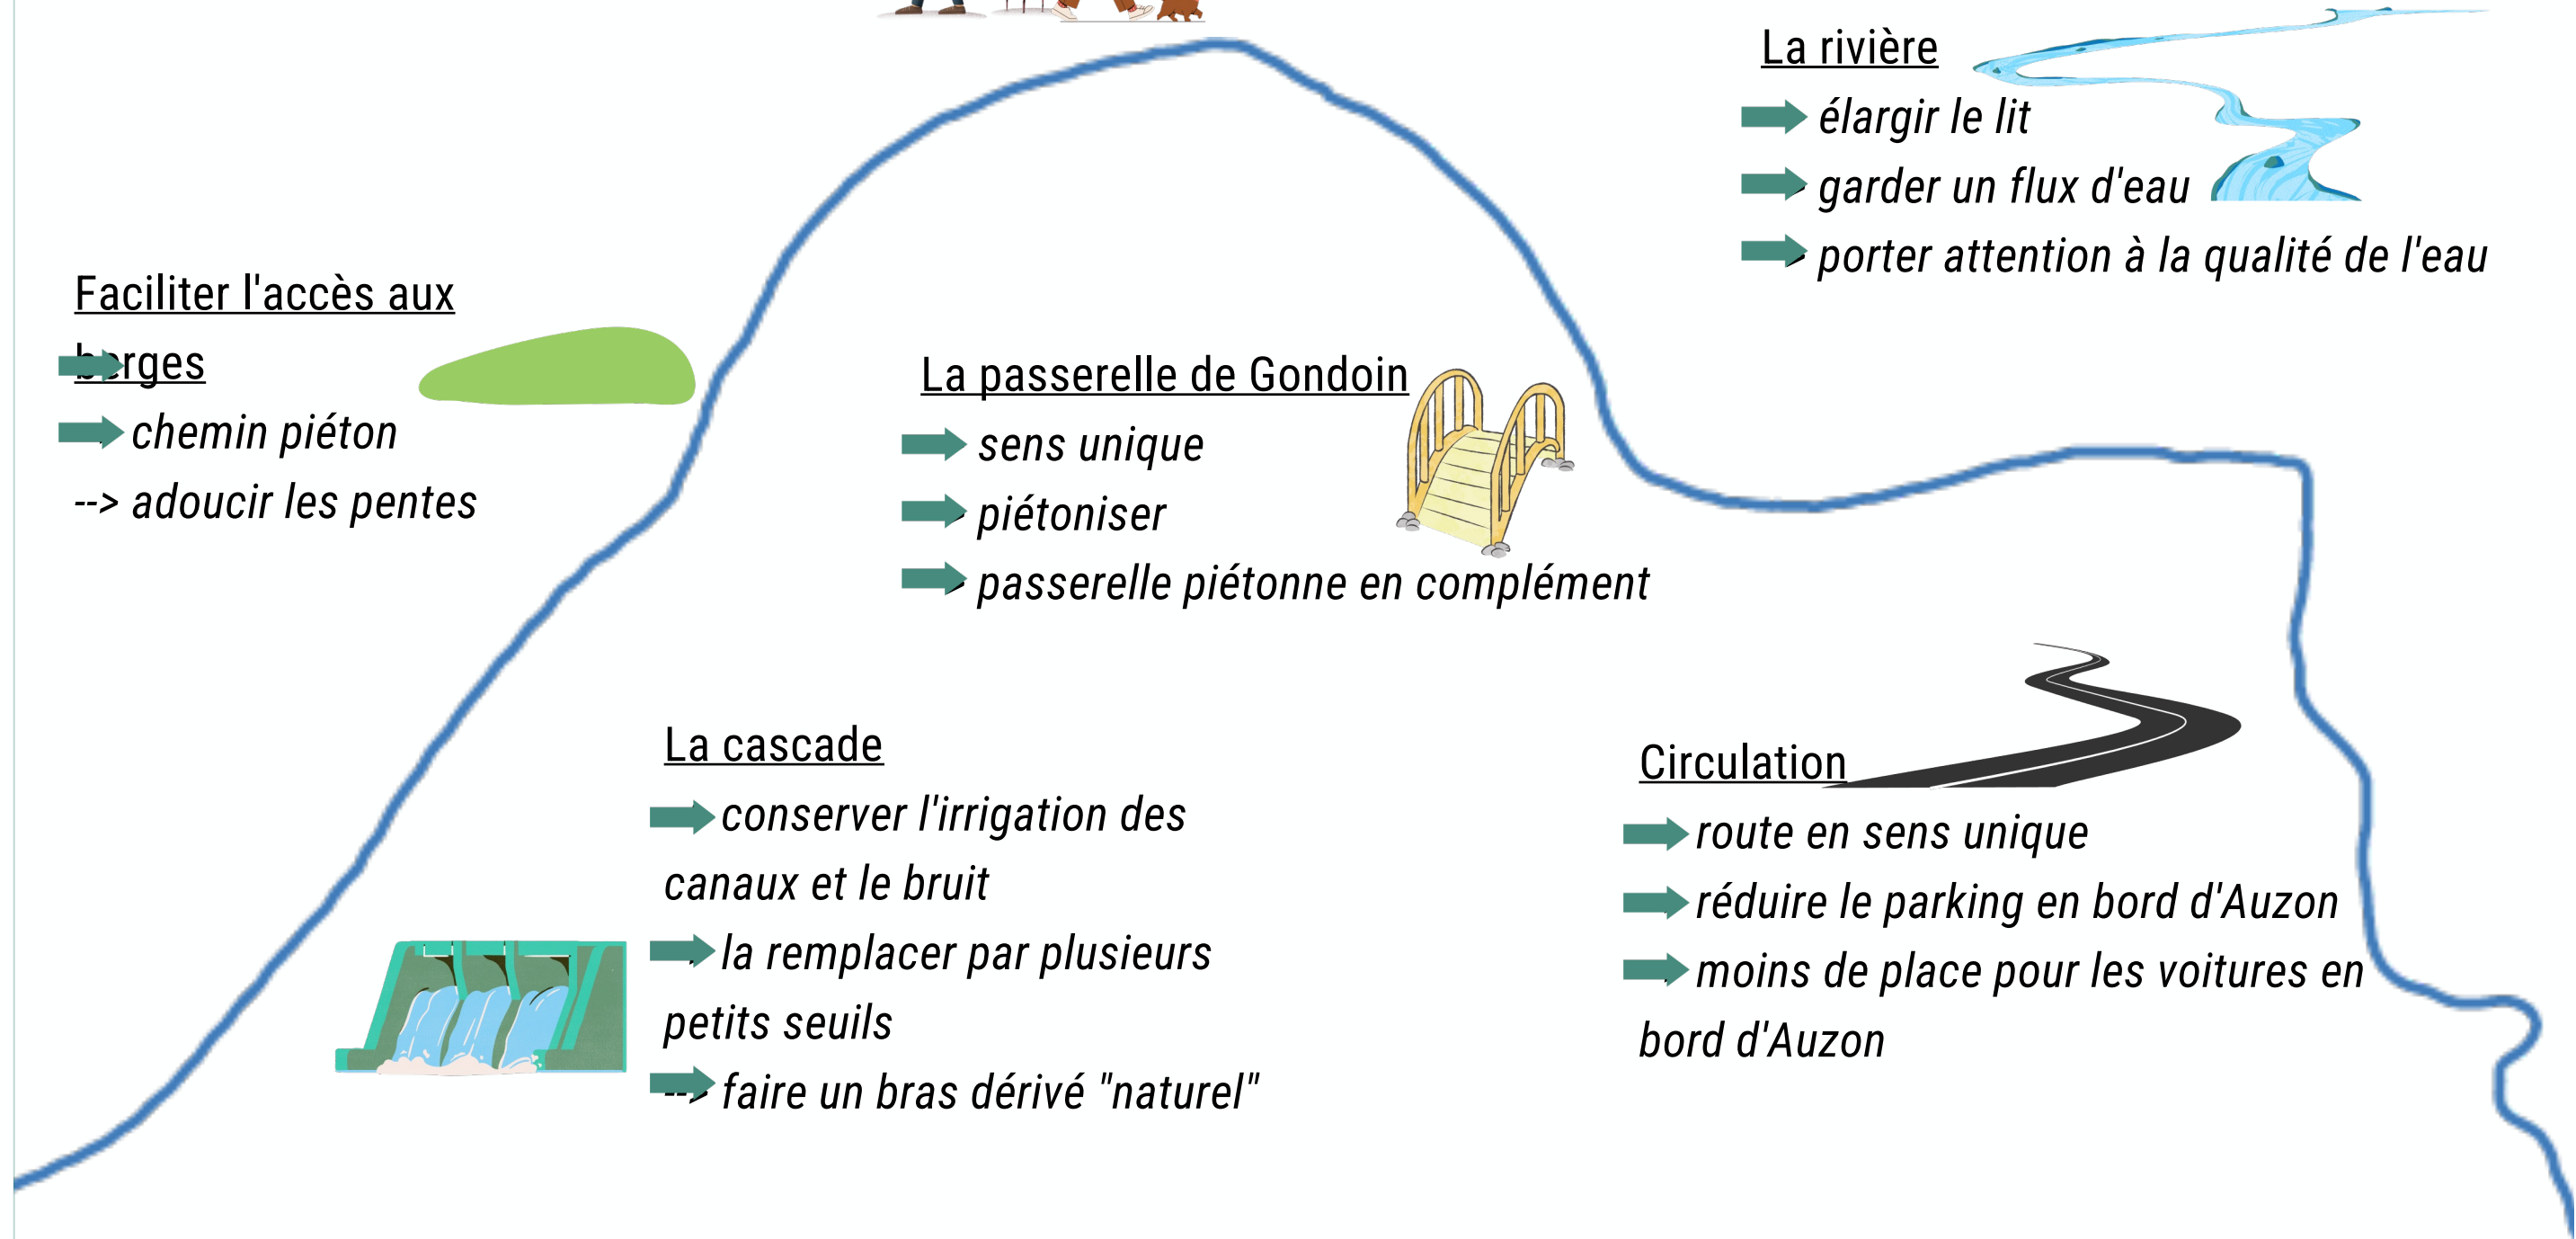 La rivière
élargir le lit
garder un flux d'eau
porter attention à la qualité de l'eau
Faciliter l'accès aux
berges
chemin piéton
--> adoucir les pentes
La passerelle de Gondoin
sens unique
piétoniser
passerelle piétonne en complément
La cascade
conserver l'irrigation des
canaux et le bruit
la remplacer par plusieurs
petits seuils
--> faire un bras dérivé "naturel"
Circulation
route en sens unique
réduire le parking en bord d'Auzon
moins de place pour les voitures en
bord d'Auzon